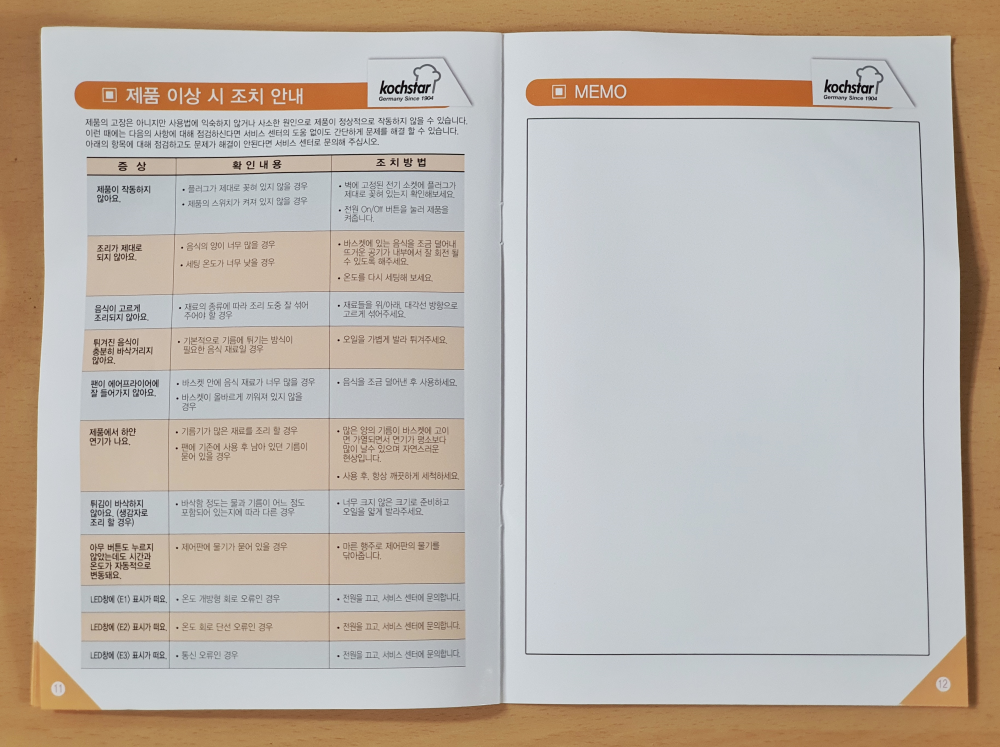 제품 이상 시 조치 안내
kochstar
Germany Since 1904
제품의 고장은 아니지만 사용법에 익숙하지 않거나 사소한 원인으로 제품이 정상적으로 작동하지 않을 수 있습니다.
이런 때에는 다음의 사항에 대해 점검하신다면 서비스 센터의 도움 없이도 간단하게 문제를 해결 할 수 있습니다.
아래의 항목에 대해 점검하고도 문제가 해결이 안된다면 서비스 센터로 문의해 주십시오.
증 상
확 인 내 용
조 치 방 법
제품이 작동하지
않아요.
• 플러그가 제대로 꽂혀 있지 않을 경우
• 제품의 스위치가 켜져 있지 않을 경우
• 벽에 고정된 전기 소켓에 플러그가
제대로 꽂혀 있는지 확인해보세요.
• 전원 On/Off 버튼을 눌러 제품을
켜줍니다.
조리가 제대로
되지 않아요.
• 음식의 양이 너무 많을 경우
• 세팅 온도가 너무 낮을 경우
• 바스켓에 있는 음식을 조금 덜어내
뜨거운 공기가 내부에서 잘 회전 될
수 있도록 해주세요.
• 온도를 다시 세팅해 보세요.
음식이 고르게
조리되지 않아요.
• 재료의 종류에 따라 조리 도중 잘 섞어
주어야 할 경우
• 재료들을 위/아래, 대각선 방향으로
고르게 섞어주세요.
튀겨진 음식이
충분히 바삭거리지
않아요.
• 기본적으로 기름에 튀기는 방식이
필요한 음식 재료일 경우
• 오일을 가볍게 발라 튀겨주세요.
팬이 에어프라이어에
잘 들어가지 않아요.
• 바스켓 안에 음식 재료가 너무 많을 경우
• 바스켓이 올바르게 끼워져 있지 않을
경우
• 음식을 조금 덜어낸 후 사용하세요.
제품에서 하얀
연기가 나요.
• 기름기가 많은 재료를 조리 할 경우
• 팬에 기존에 사용 후 남아 있던 기름이
묻어 있을 경우
• 많은 양의 기름이 바스켓에 고이
면 가열되면서 연기가 평소보다
많이 날수 있으며 자연스러운
현상입니다.
• 사용 후, 항상 깨끗하게 세척하세요.
튀김이 바삭하지
않아요. (생감자로
조리 할 경우)
• 바삭함 정도는 물과 기름이 어느 정도
포함되어 있는지에 따라 다른 경우
• 너무 크지 않은 크기로 준비하고
오일을 얇게 발라주세요.
아무 버튼도 누르지
않았는데도 시간과
온도가 자동적으로
변동돼요.
• 제어판에 물기가 묻어 있을 경우
• 마른 행주로 제어판의 물기를
닦아줍니다.
LED창에 (E1) 표시가 떠요.
• 온도 개방형 회로 오류인 경우
• 전원을 끄고, 서비스 센터에 문의합니다.
LED창에 (E2) 표시가 떠요.
• 온도 회로 단선 오류인 경우
• 전원을 끄고, 서비스 센터에 문의합니다.
LED창에 (E3) 표시가 떠요.
• 통신 오류인 경우
• 전원을 끄고, 서비스 센터에 문의합니다.
11
MEMO
kochstar
Germany Since 1904
12